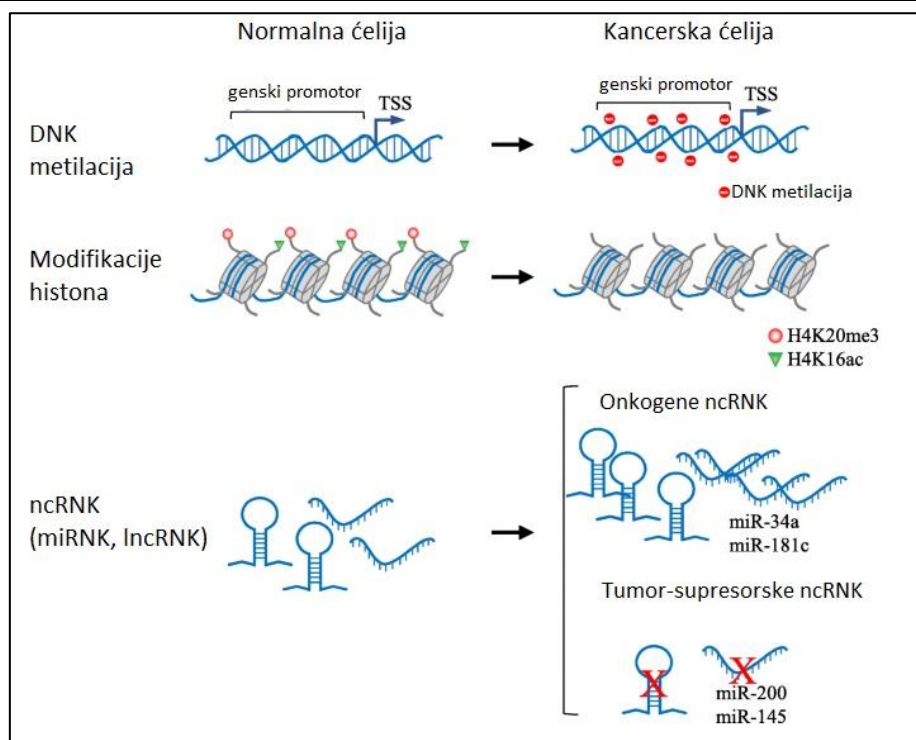 Normalna ćelija
Kancerska ćelija
genski promotor
TSS
genski promotor
TSS
DNK
metilacija
DNK metilacija
Modifikacije
histona
H4K20me3
H4K16ac
Onkogene ncRNK
ncRNK
(miRNK, lncRNK)
miR-34a
miR-181c
Tumor-supresorske ncRNK
X
X
miR-200
miR-145